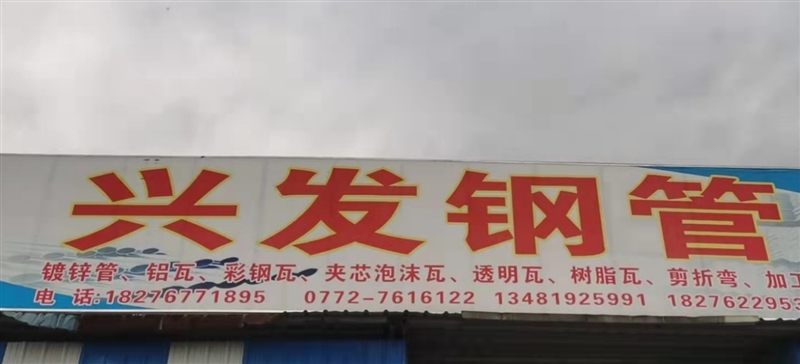 兴发钢管
镀锌管、铝瓦、彩钢瓦、夹芯泡沫瓦、透明瓦、树脂瓦、剪折弯、加工
电 话:18276771895 0772-7616122 13481925991 1827622953